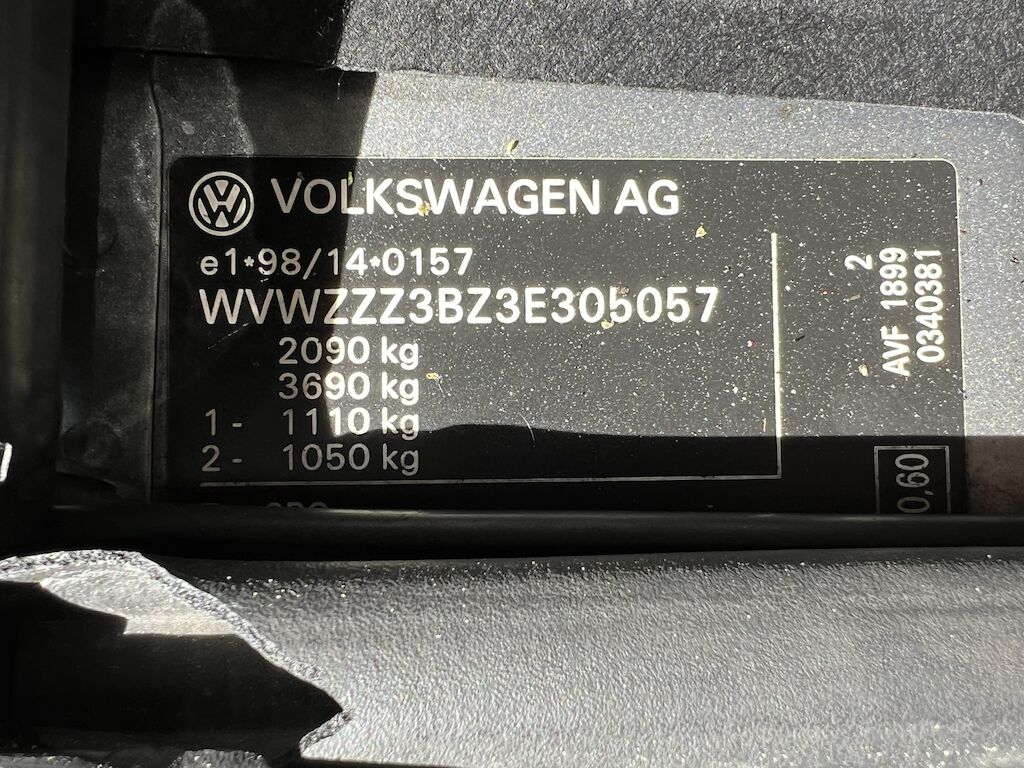 VOLKSWAGEN AG
e1*98/14*0157
WVWZZZ3BZ3E305057
2090 kg
3690 kg
1 - 1110 kg
2 - 1050 kg
2
AVF 1899
0340381
0,60